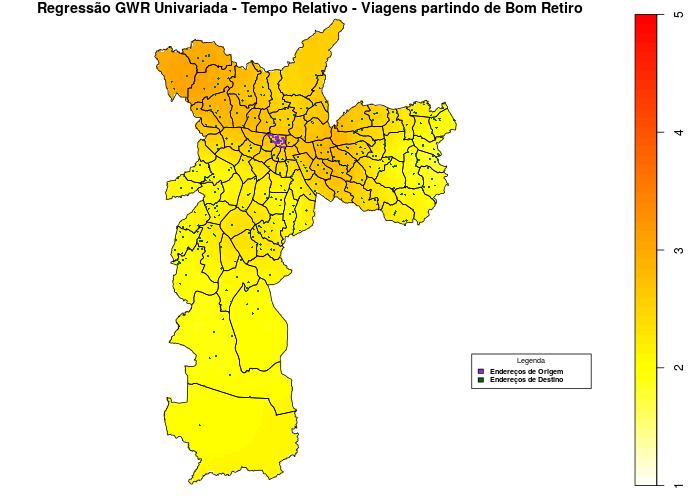 Regressão GWR Univariada - Tempo Relativo - Viagens partindo de Bom Retiro
5
4
3
2
1
Legenda
Endereços de Origem
Endereços de Destino